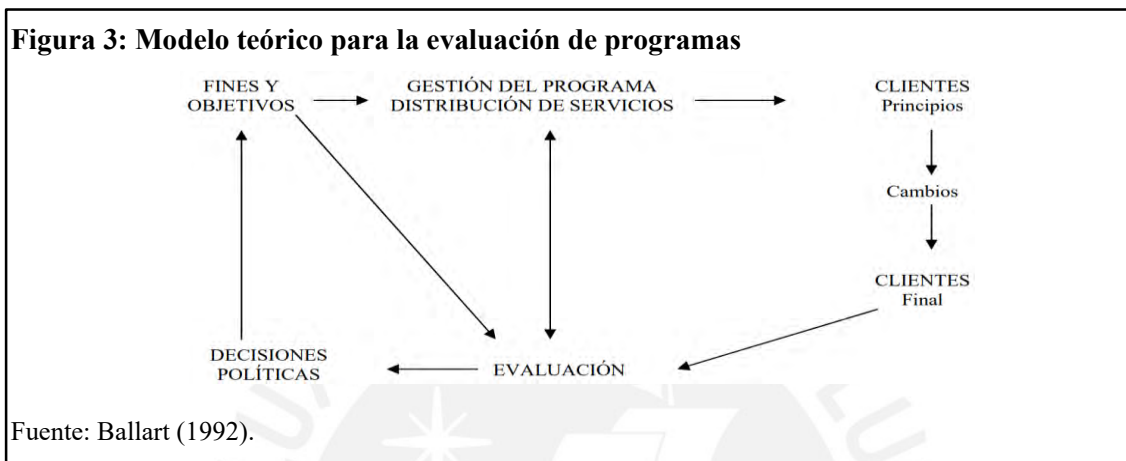 Figura 3: Modelo teórico para la evaluación de programas
FINES Y
OBJETIVOS
GESTIÓN DEL PROGRAMA
DISTRIBUCIÓN DE SERVICIOS
CLIENTES
Principios
Cambios
CLIENTES
Final
DECISIONES
POLÍTICAS
EVALUACIÓN
Fuente: Ballart (1992).